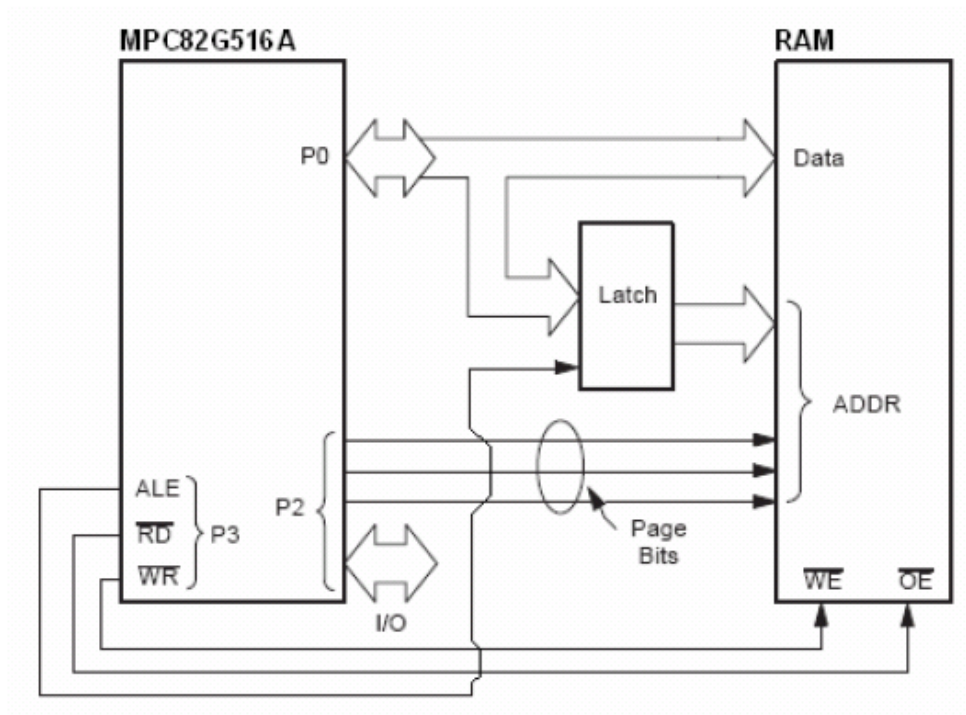 MPC82G516A
RAM
P0
Data
Latch
ADDR
ALE
RD
P3
WR
P2
Page
Bits
I/O
WE
OE